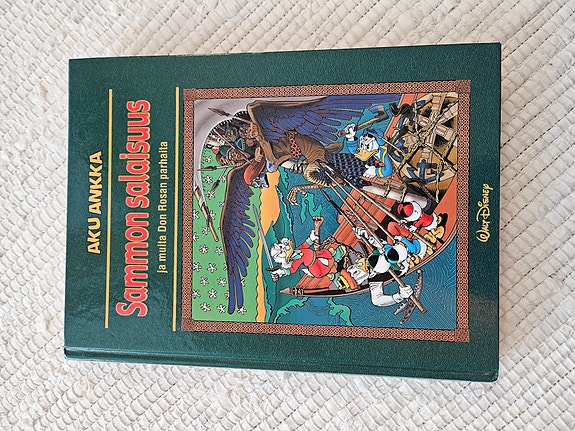 AKU ANKKA
Sammon salaisuus
ja muita Don Rosan parhaita
WALT DISNEY